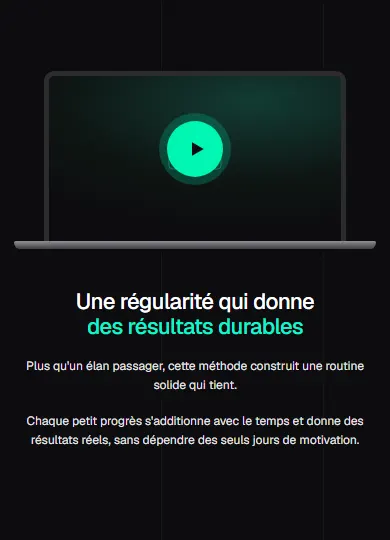 Une régularité qui donne
des résultats durables
Plus qu'un élan passager, cette méthode construit une routine
solide qui tient.
Chaque petit progrès s'additionne avec le temps et donne des
résultats réels, sans dépendre des seuls jours de motivation.